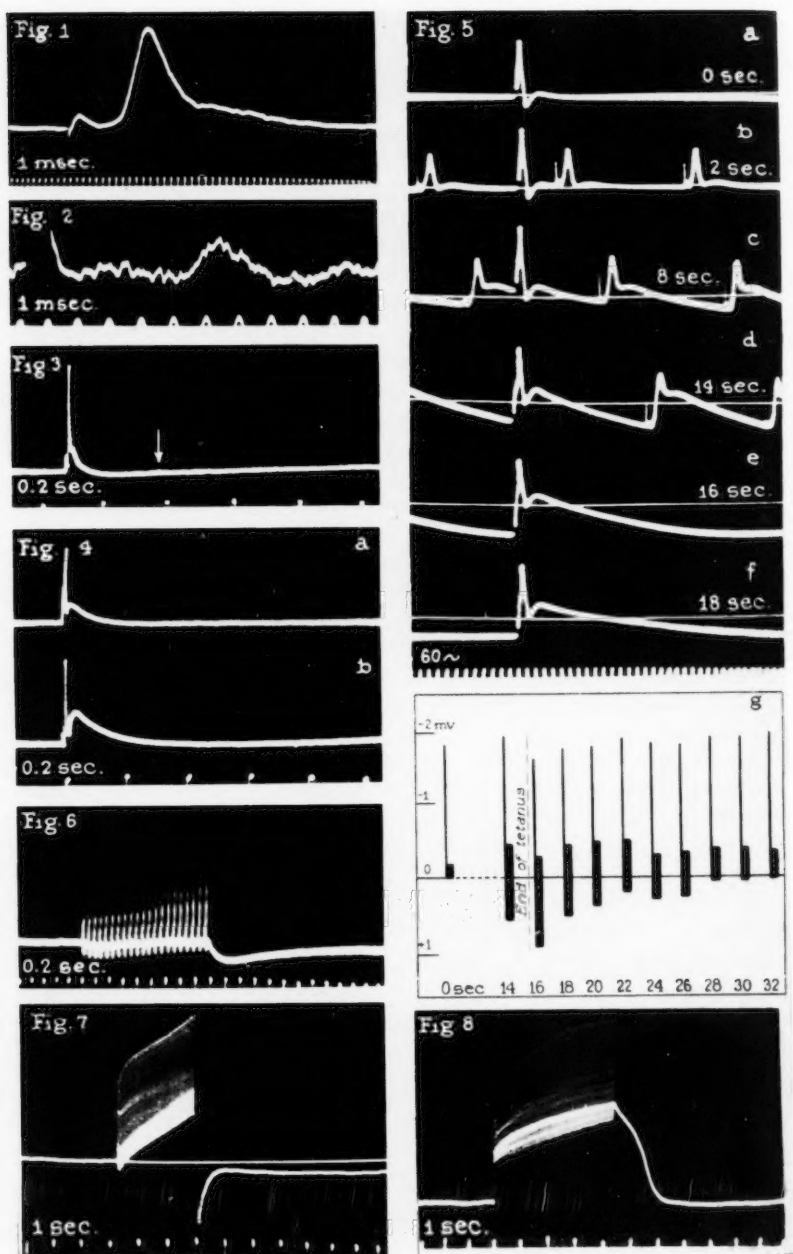 Fig. 1
1 msec.
Fig. 2
1 msec.
Fig 3
0.2 sec.
Fig. 4
a
b
0.2 sec.
Fig. 6
0.2 sec.
Fig. 7
1 sec.
Fig. 5
a
0 sec.
b
2 sec.
c
8 sec.
d
14 sec.
e
16 sec.
f
18 sec.
60~
g
-2 mv
-1
0
+1
End of tetanus
0 sec 14 16 18 20 22 24 26 28 30 32
Fig 8
1 sec.